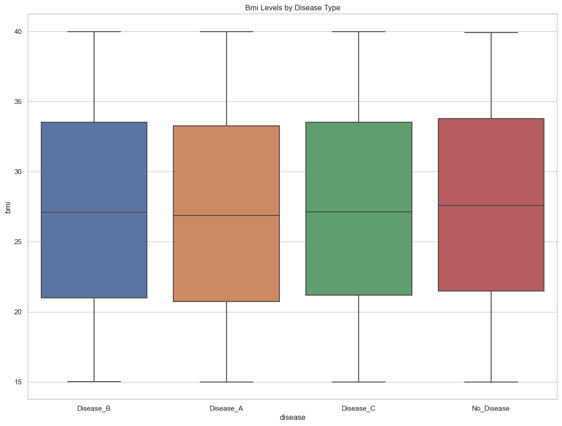 Bmi Levels by Disease Type
bmi
40
35
30
25
20
15
Disease_B Disease_A Disease_C No_Disease
disease